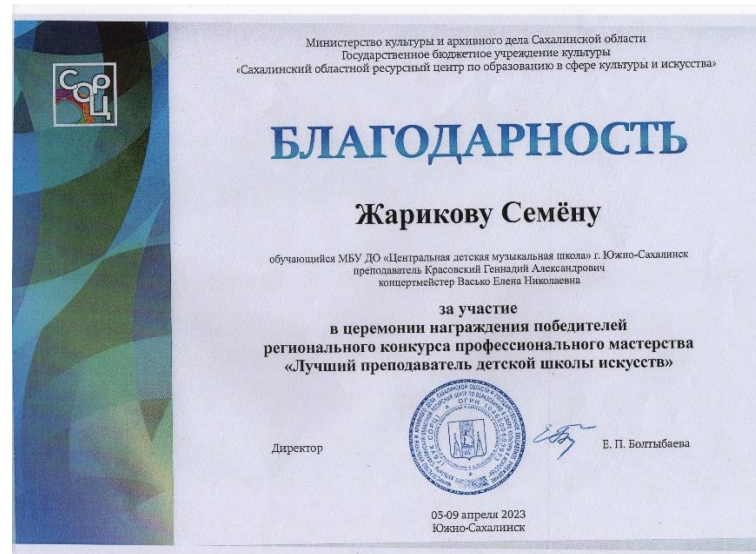 Министерство культуры и архивного дела Сахалинской области
Государственное бюджетное учреждение культуры
«Сахалинский областной ресурсный центр по образованию в сфере культуры и искусства»
СОРЦ
БЛАГОДАРНОСТЬ
Жарикову Семёну
обучающийся МБУ ДО «Центральная детская музыкальная школа» г. Южно-Сахалинск
преподаватель Красовский Геннадий Александрович
концертмейстер Васько Елена Николаевна
за участие
в церемонии награждения победителей
регионального конкурса профессионального мастерства
«Лучший преподаватель детской школы искусств»
Директор
Е. П. Болтыбаева
05-09 апреля 2023
Южно-Сахалинск